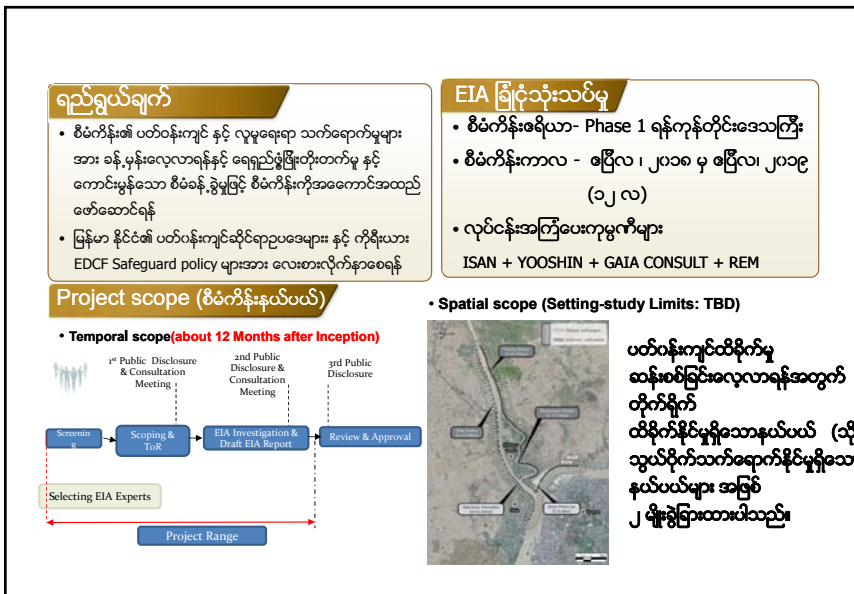 ရည်ရွယ်ချက်
• စီမံကိန်း၏ ပတ်ဝန်းကျင် နှင့် လူမှုရေးရာ သက်ရောက်မှုများ
အား ခန့်မှန်းလေ့လာရန်နှင့် ရေရှည်ဖွံ့ဖြိုးတိုးတက်မှု နှင့်
ကောင်းမွန်သော စီမံခန့်ခွဲမှုဖြင့် စီမံကိန်းကိုအကောင်အထည်
ဖော်ဆောင်ရန်
• မြန်မာ နိုင်ငံ၏ ပတ်ဝန်းကျင်ဆိုင်ရာဥပဒေများး နှင့် ကိုရီးယား
EDCF Safeguard policy များအား လေးစားလိုက်နာစေရန်
EIA ခြုံငုံသုံးသပ်မှု
• စီမံကိန်းဧရိယာ- Phase 1 ရန်ကုန်တိုင်းဒေသကြီး
• စီမံကိန်းကာလ - ဧပြီလ ၊ ၂၀၁၈ မှ ဧပြီလ၊ ၂၀၁၉
(၁၂ လ)
• လုပ်ငန်းအကြံပေးကုမ္ပဏီများ
ISAN + YOOSHIN + GAIA CONSULT + REM
Project scope (စီမံကိန်းနယ်ပယ်)
• Temporal scope(about 12 Months after Inception)
1st Public Disclosure
& Consultation
Meeting
2nd Public
Disclosure &
Consultation
Meeting
3rd Public
Disclosure
Screenin
g
Scoping &
ToR
EIA Investigation &
Draft EIA Report
Review & Approval
Selecting EIA Experts
Project Range
• Spatial scope (Setting-study Limits: TBD)
ပတ်ဝန်းကျင်ထိခိုက်မှု
ဆန်းစစ်ခြင်းလေ့လာရန်အတွက်
တိုက်ရိုက်
ထိခိုက်နိုင်မှုရှိသောနယ်ပယ် (သို
သွယ်ဝိုက်သက်ရောက်နိုင်မှုရှိသော
နယ်ပယ်များ အဖြစ်
၂ မျိုးခွဲခြားထားပါသည်။